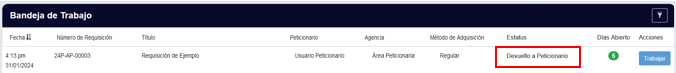 Bandeja de Trabajo
Fecha Número de Requisición Título Peticionario Agencia Método de Adquisición Estatus Días Abierto Acciones
4:13 pm 24P-AP-00003 Requisición de Ejemplo Usuario Peticionario Área Peticionaria Regular Devuelto a Peticionario 5 Trabajar
31/01/2024